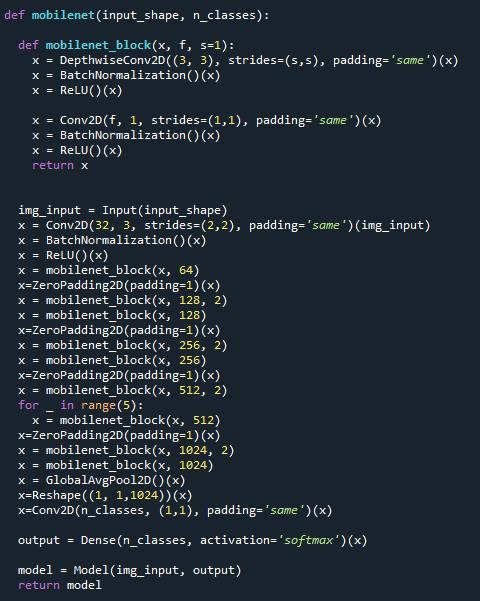 def mobilenet(input_shape, n_classes):
def mobilenet_block(x, f, s=1):
x = DepthwiseConv2D((3, 3), strides=(s,s), padding='same')(x)
x = BatchNormalization()(x)
x = ReLU()(x)
x = Conv2D(f, 1, strides=(1,1), padding='same')(x)
x = BatchNormalization()(x)
x = ReLU()(x)
return x
img_input = Input(input_shape)
x = Conv2D(32, 3, strides=(2,2), padding='same')(img_input)
x = BatchNormalization()(x)
x = ReLU()(x)
x = mobilenet_block(x, 64)
x=ZeroPadding2D(padding=1)(x)
x = mobilenet_block(x, 128, 2)
x = mobilenet_block(x, 128)
x=ZeroPadding2D(padding=1)(x)
x = mobilenet_block(x, 256, 2)
x = mobilenet_block(x, 256)
x=ZeroPadding2D(padding=1)(x)
x = mobilenet_block(x, 512, 2)
for _ in range(5):
x = mobilenet_block(x, 512)
x=ZeroPadding2D(padding=1)(x)
x = mobilenet_block(x, 1024, 2)
x = mobilenet_block(x, 1024)
x = GlobalAvgPool2D()(x)
x=Reshape((1, 1,1024))(x)
x=Conv2D(n_classes, (1,1), padding='same')(x)
output = Dense(n_classes, activation='softmax')(x)
model = Model(img_input, output)
return model